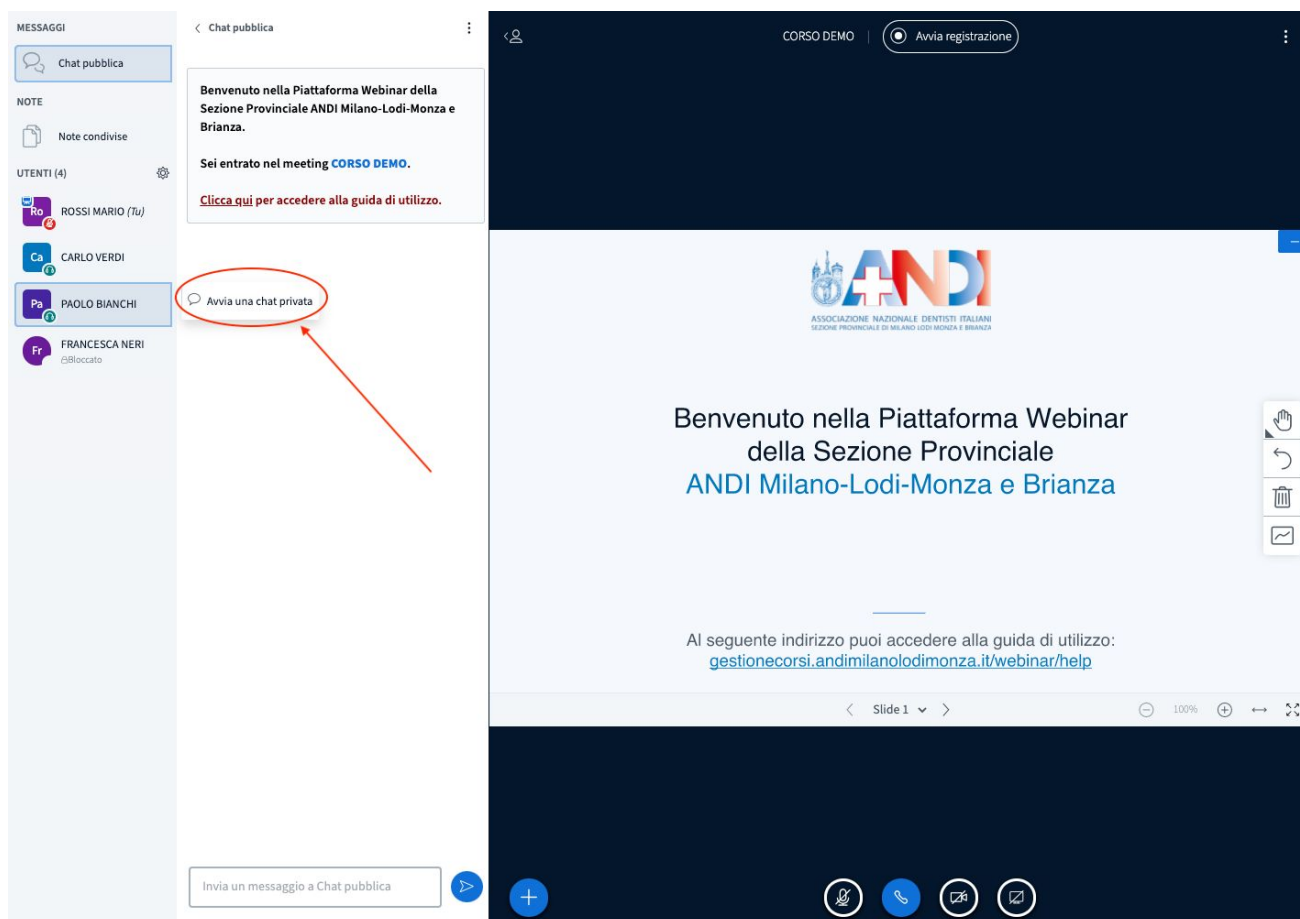 MESSAGGI
Chat pubblica
NOTE
Note condivise
UTENTI (4)
Ro
ROSSI MARIO (Tu)
Ca
CARLO VERDI
Pa
PAOLO BIANCHI
Fr
FRANCESCA NERI
Bloccato
Chat pubblica
Benvenuto nella Piattaforma Webinar della
Sezione Provinciale ANDI Milano-Lodi-Monza e
Brianza.
Sei entrato nel meeting CORSO DEMO.
Clicca qui per accedere alla guida di utilizzo.
Avvia una chat privata
Invia un messaggio a Chat pubblica
CORSO DEMO
Avvia registrazione
ANDI
ASSOCIAZIONE NAZIONALE DENTISTI ITALIANI
SEZIONE PROVINCIALE DI MILANO LODI MONZA E BRIANZA
Benvenuto nella Piattaforma Webinar
della Sezione Provinciale
ANDI Milano-Lodi-Monza e Brianza
Al seguente indirizzo puoi accedere alla guida di utilizzo:
gestionecorsi.andimilanolodimonza.it/webinar/help
Slide 1
100%